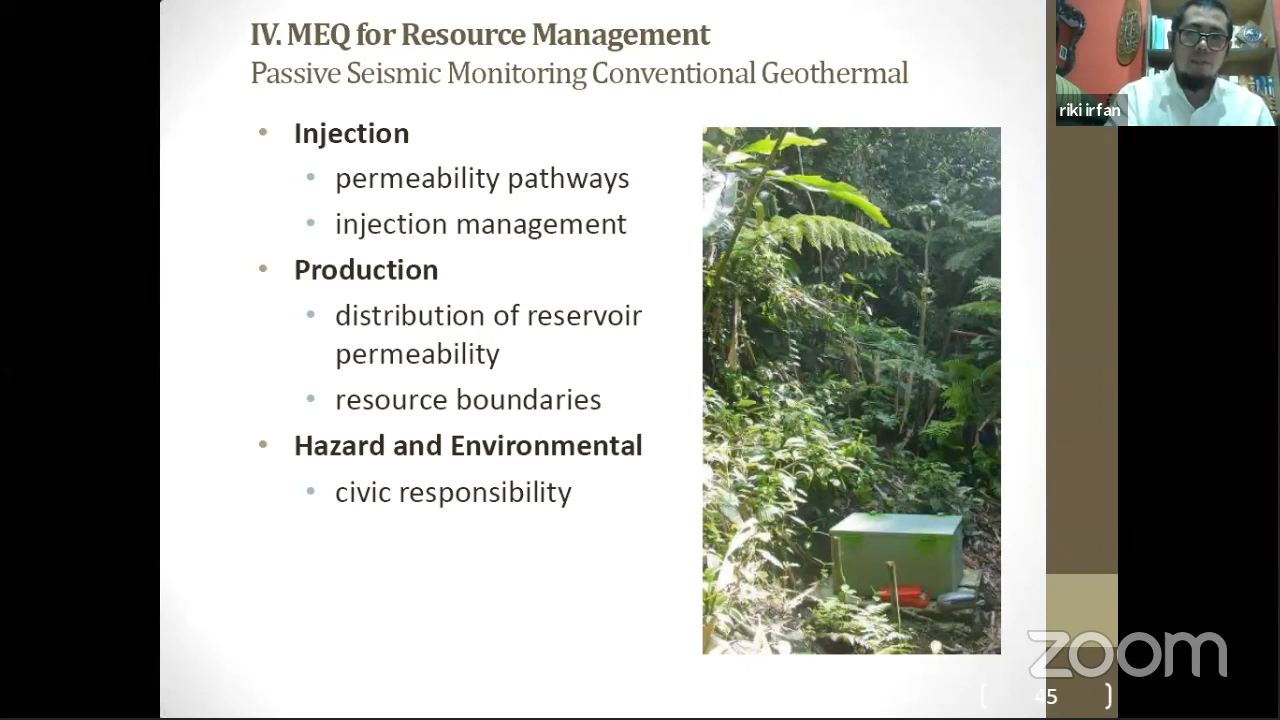 IV. MEQ for Resource Management
Passive Seismic Monitoring Conventional Geothermal
• Injection
• permeability pathways
• injection management
• Production
• distribution of reservoir
permeability
• resource boundaries
• Hazard and Environmental
• civic responsibility
riki irfan
zoom
45